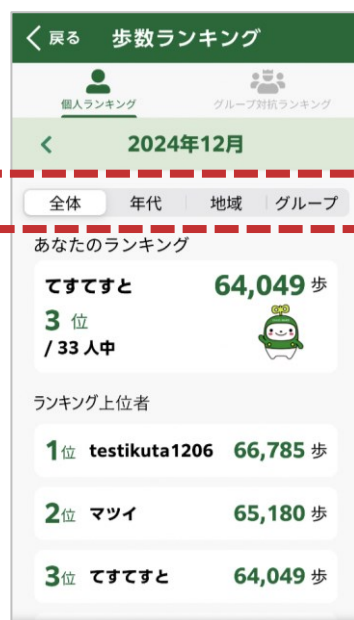 戻る 歩数ランキング
個人ランキング グループ対抗ランキング
2024年12月
全体 年代 地域 グループ
あなたのランキング
てすてすと 64,049 歩
3 位
/ 33 人中
ランキング上位者
1位 testikuta1206 66,785 歩
2位 マツイ 65,180 歩
3位 てすてすと 64,049 歩